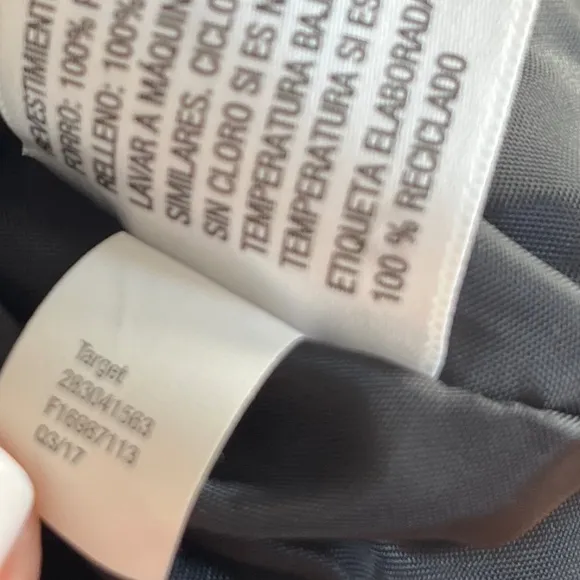 FORRO: 100%
RELLENO: 100%
LAVAR A MÁQUIN
SIMILARES. CICLO
SIN CLORO SI ES N
TEMPERATURA BAJ
TEMPERATURA SI ES
ETIQUETA ELABORADA
100 % RECICLADO
Target
283041563
F16987113
03/17